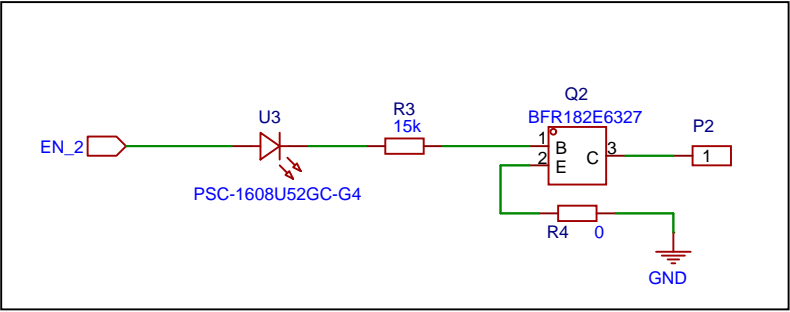 Q2
U3
R3
BFR182E6327
P2
15k
EN_2
1
B
3
1
2
E
C
PSC-1608U52GC-G4
R4
0
GND